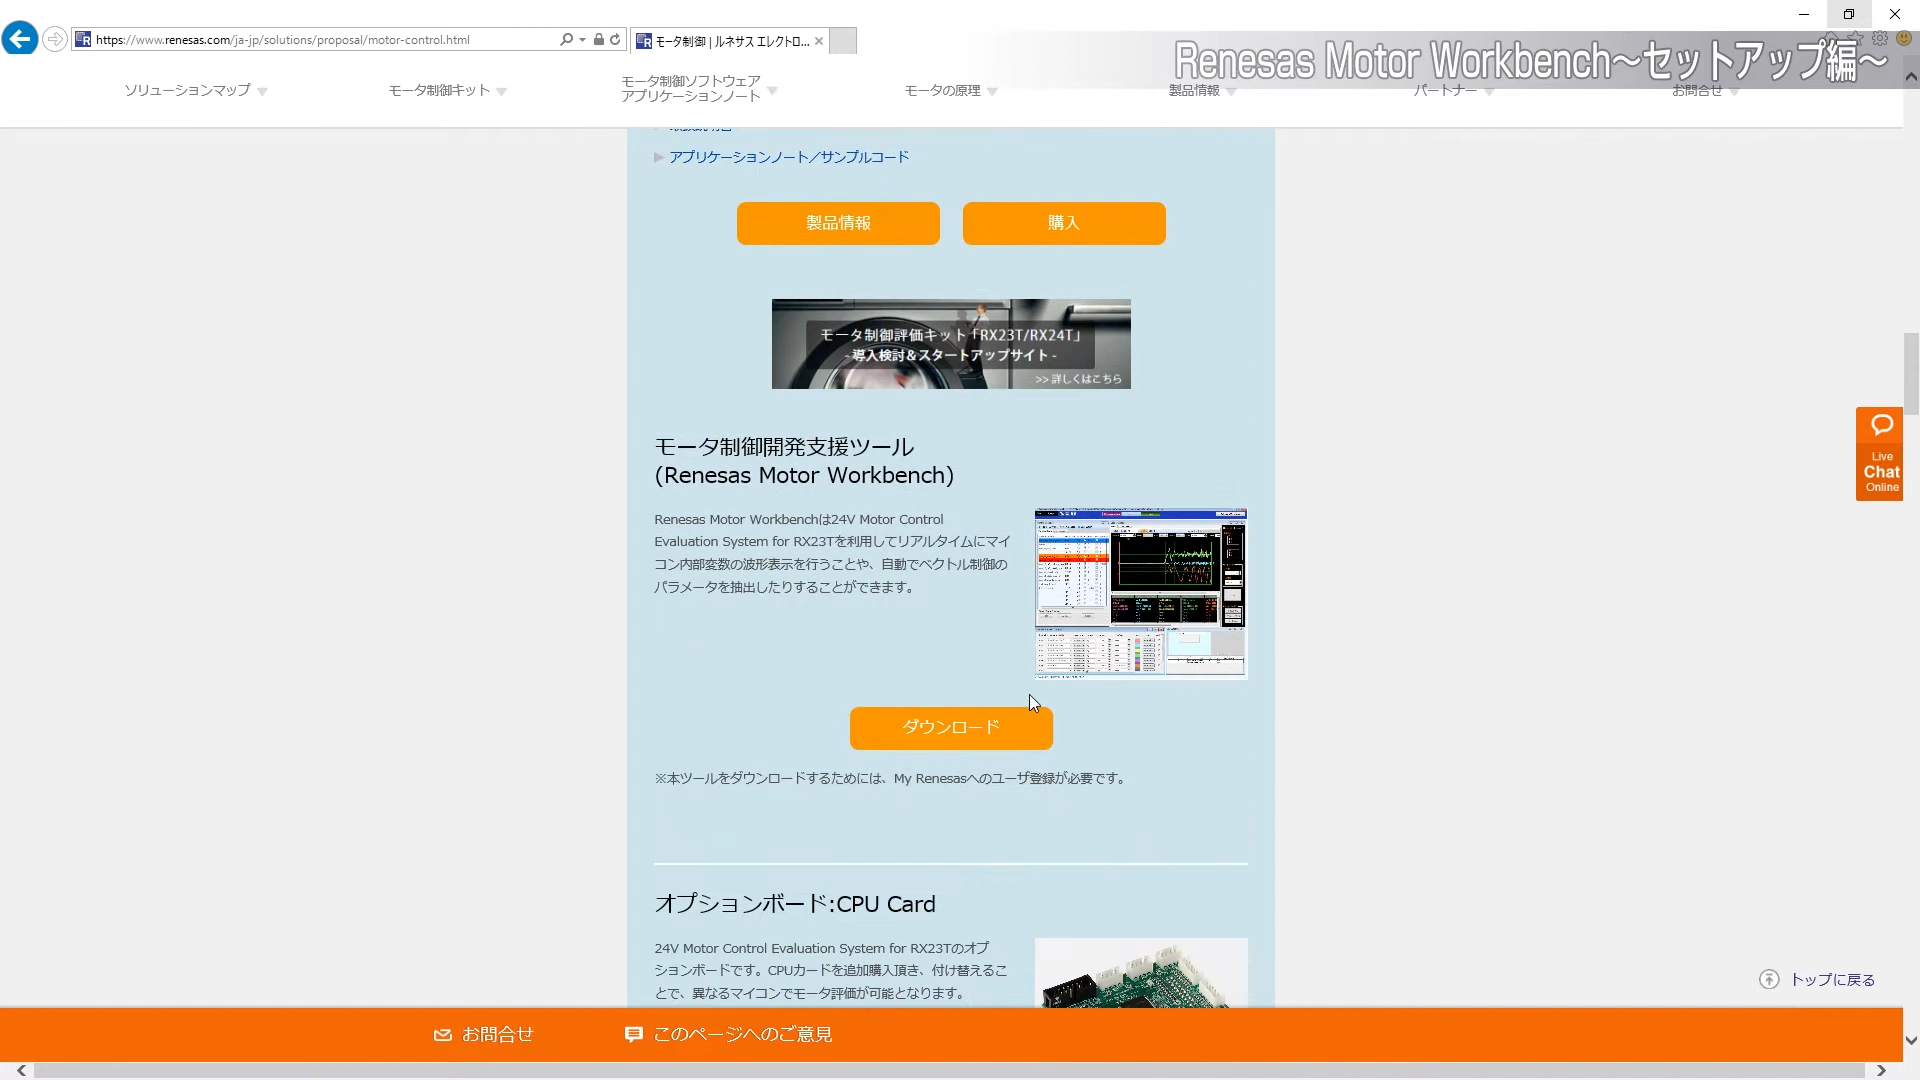 https://www.renesas.com/ja-jp/solutions/proposal/motor-control.html
モータ制御 | ルネサス エレクトロ...
Renesas Motor Workbench～セットアップ編～
ソリューションマップ
モータ制御キット
モータ制御ソフトウェア
アプリケーションノート
モータの原理
製品情報
パートナー
お問合せ
アプリケーションノート／サンプルコード
製品情報
購入
モータ制御評価キット「RX23T/RX24T」
- 導入検討＆スタートアップサイト -
>> 詳しくはこちら
モータ制御開発支援ツール
(Renesas Motor Workbench)
Renesas Motor Workbenchは24V Motor Control
Evaluation System for RX23Tを利用してリアルタイムにマイ
コン内部変数の波形表示を行うことや、自動でベクトル制御の
パラメータを抽出したりすることができます。
Live
Chat
Online
ダウンロード
※本ツールをダウンロードするためには、My Renesasへのユーザ登録が必要です。
オプションボード:CPU Card
24V Motor Control Evaluation System for RX23Tのオプ
ションボードです。CPUカードを追加購入頂き、付け替えるこ
とで、異なるマイコンでモータ評価が可能となります。
トップに戻る
お問合せ
このページへのご意見